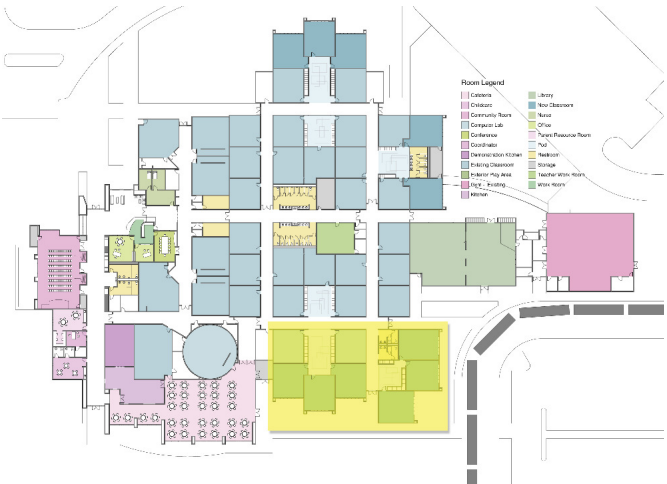 Room Legend
Cafeteria
Childcare
Community Room
Computer Lab
Conference
Coordinator
Demonstration Kitchen
Existing Classroom
Exterior Play Area
Gym - Existing
Kitchen
Library
New Classroom
Nurse
Office
Parent Resource Room
Pod
Restroom
Storage
Teacher Work Room
Work Room